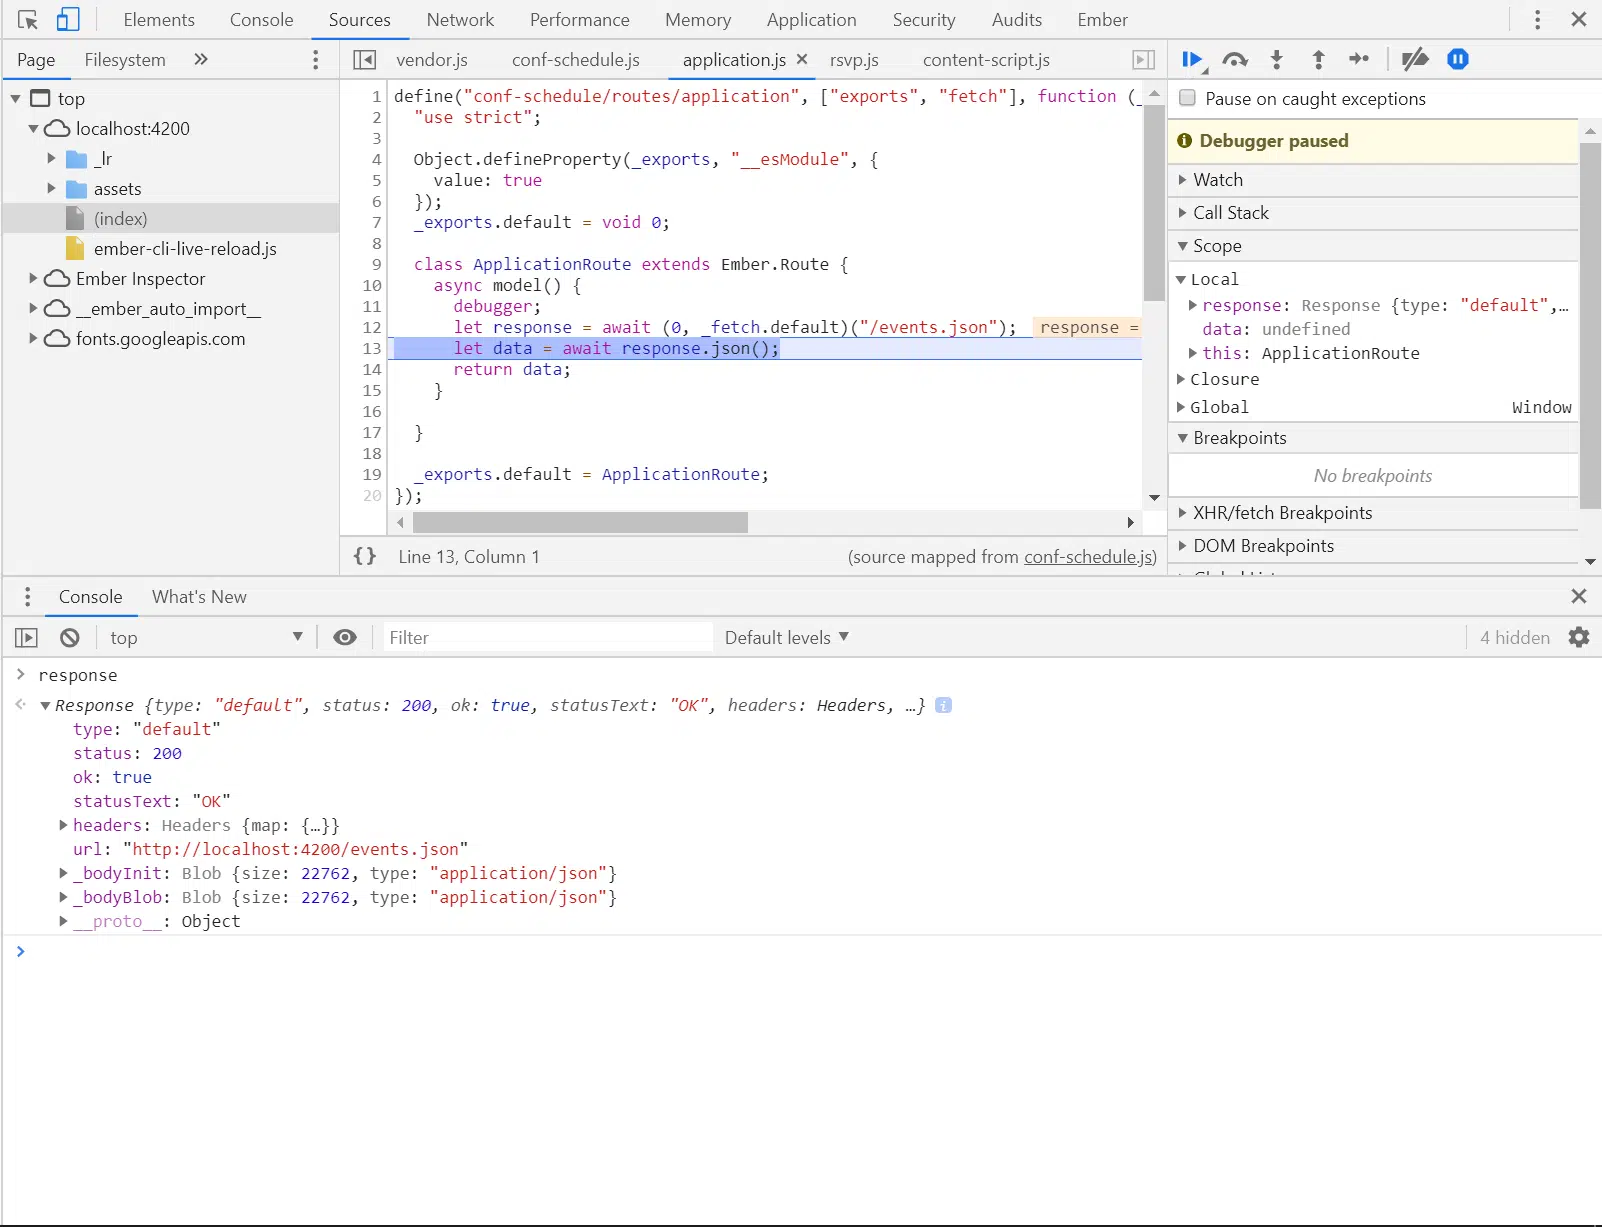 Elements Console Sources Network Performance Memory Application Security Audits Ember
Page Filesystem
vendor.js conf-schedule.js application.js rsvp.js content-script.js
top
localhost:4200
_lr
assets
(index)
ember-cli-live-reload.js
Ember Inspector
__ember_auto_import__
fonts.googleapis.com
1 define("conf-schedule/routes/application", ["exports", "fetch"], function (_
2 "use strict";
3
4 Object.defineProperty(_exports, "__esModule", {
5 value: true
6 });
7 _exports.default = void 0;
8
9 class ApplicationRoute extends Ember.Route {
10 async model() {
11 debugger;
12 let response = await (0, _fetch.default)("/events.json"); response =
13 let data = await response.json();
14 return data;
15 }
16
17 }
18
19 _exports.default = ApplicationRoute;
20 });
{} Line 13, Column 1 (source mapped from conf-schedule.js)
Pause on caught exceptions
Debugger paused
Watch
Call Stack
Scope
Local
response: Response {type: "default",…
data: undefined
this: ApplicationRoute
Closure
Global Window
Breakpoints
No breakpoints
XHR/fetch Breakpoints
DOM Breakpoints
Console What's New
top Filter Default levels 4 hidden
response
Response {type: "default", status: 200, ok: true, statusText: "OK", headers: Headers, …}
type: "default"
status: 200
ok: true
statusText: "OK"
headers: Headers {map: {…}}
url: "http://localhost:4200/events.json"
_bodyInit: Blob {size: 22762, type: "application/json"}
_bodyBlob: Blob {size: 22762, type: "application/json"}
__proto__: Object